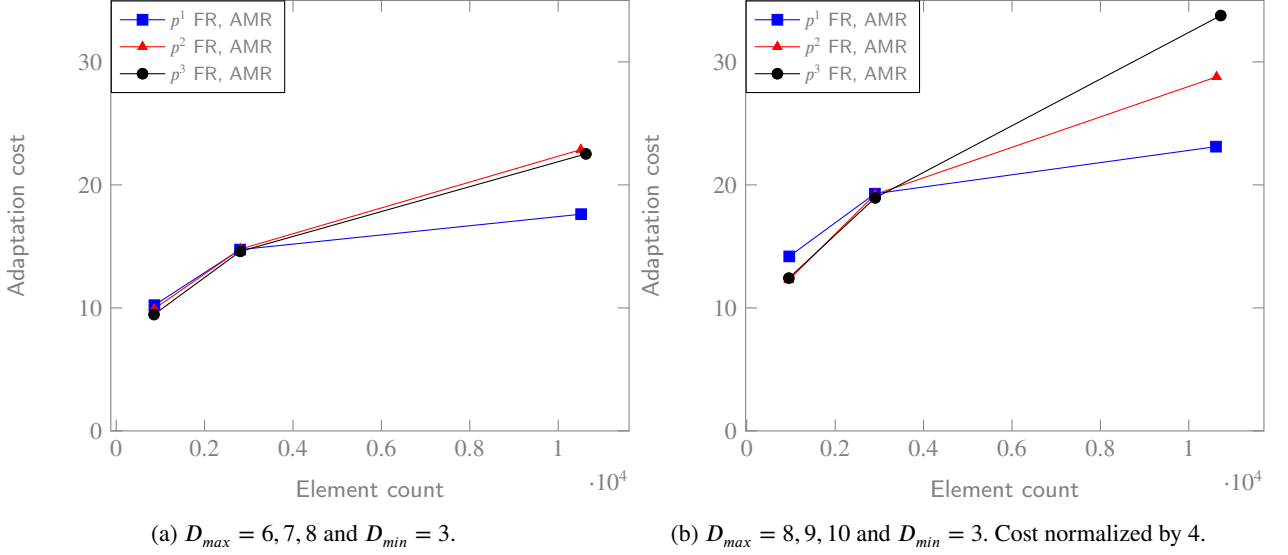 p¹ FR, AMR
p² FR, AMR
p³ FR, AMR
30
20
10
0
Adaptation cost
0 0.2 0.4 0.6 0.8 1
·10⁴
Element count
(a) D_max = 6, 7, 8 and D_min = 3.
p¹ FR, AMR
p² FR, AMR
p³ FR, AMR
30
20
10
0
Adaptation cost
0 0.2 0.4 0.6 0.8 1
·10⁴
Element count
(b) D_max = 8, 9, 10 and D_min = 3. Cost normalized by 4.